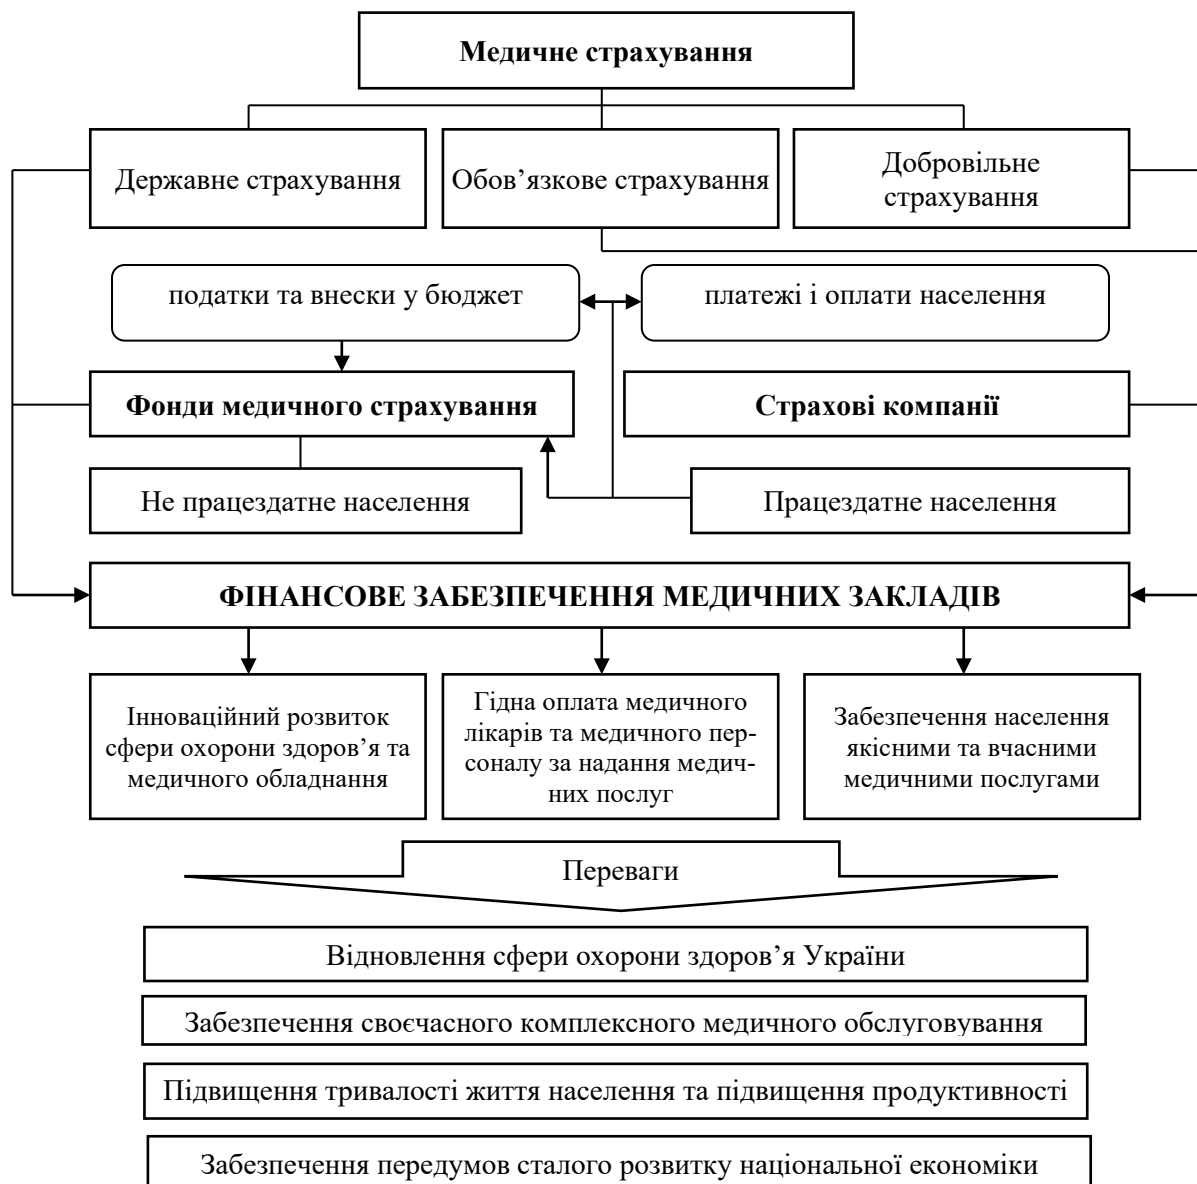 Медичне страхування
Державне страхування
Обов’язкове страхування
Добровільне
страхування
податки та внески у бюджет
платежі і оплати населення
Фонди медичного страхування
Страхові компанії
Не працездатне населення
Працездатне населення
ФІНАНСОВЕ ЗАБЕЗПЕЧЕННЯ МЕДИЧНИХ ЗАКЛАДІВ
Інноваційний розвиток
сфери охорони здоров’я та
медичного обладнання
Гідна оплата медичного
лікарів та медичного пер-
соналу за надання медич-
них послуг
Забезпечення населення
якісними та вчасними
медичними послугами
Переваги
Відновлення сфери охорони здоров’я України
Забезпечення своєчасного комплексного медичного обслуговування
Підвищення тривалості життя населення та підвищення продуктивності
Забезпечення передумов сталого розвитку національної економіки